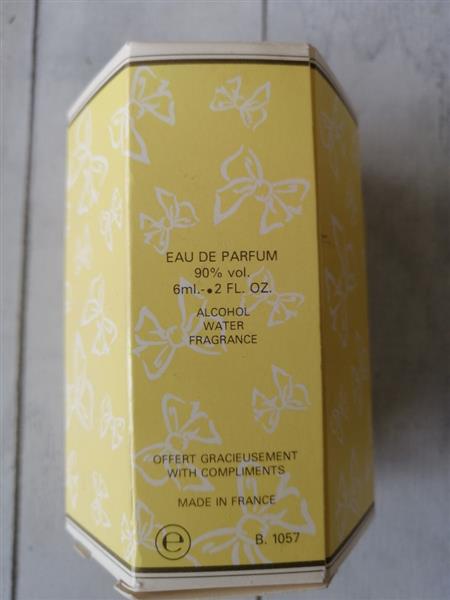 EAU DE PARFUM
90% vol.
6ml.-•2 FL. OZ.
ALCOHOL
WATER
FRAGRANCE
OFFERT GRACIEUSEMENT
WITH COMPLIMENTS
MADE IN FRANCE
e B. 1057